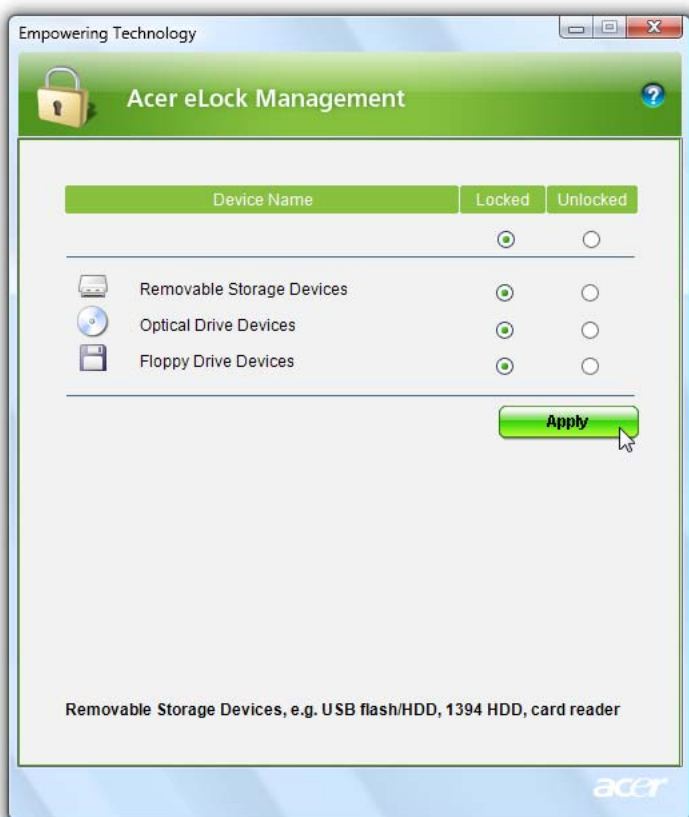 Empowering Technology
Acer eLock Management
Device Name Locked Unlocked
Removable Storage Devices
Optical Drive Devices
Floppy Drive Devices
Apply
Removable Storage Devices, e.g. USB flash/HDD, 1394 HDD, card reader
acer